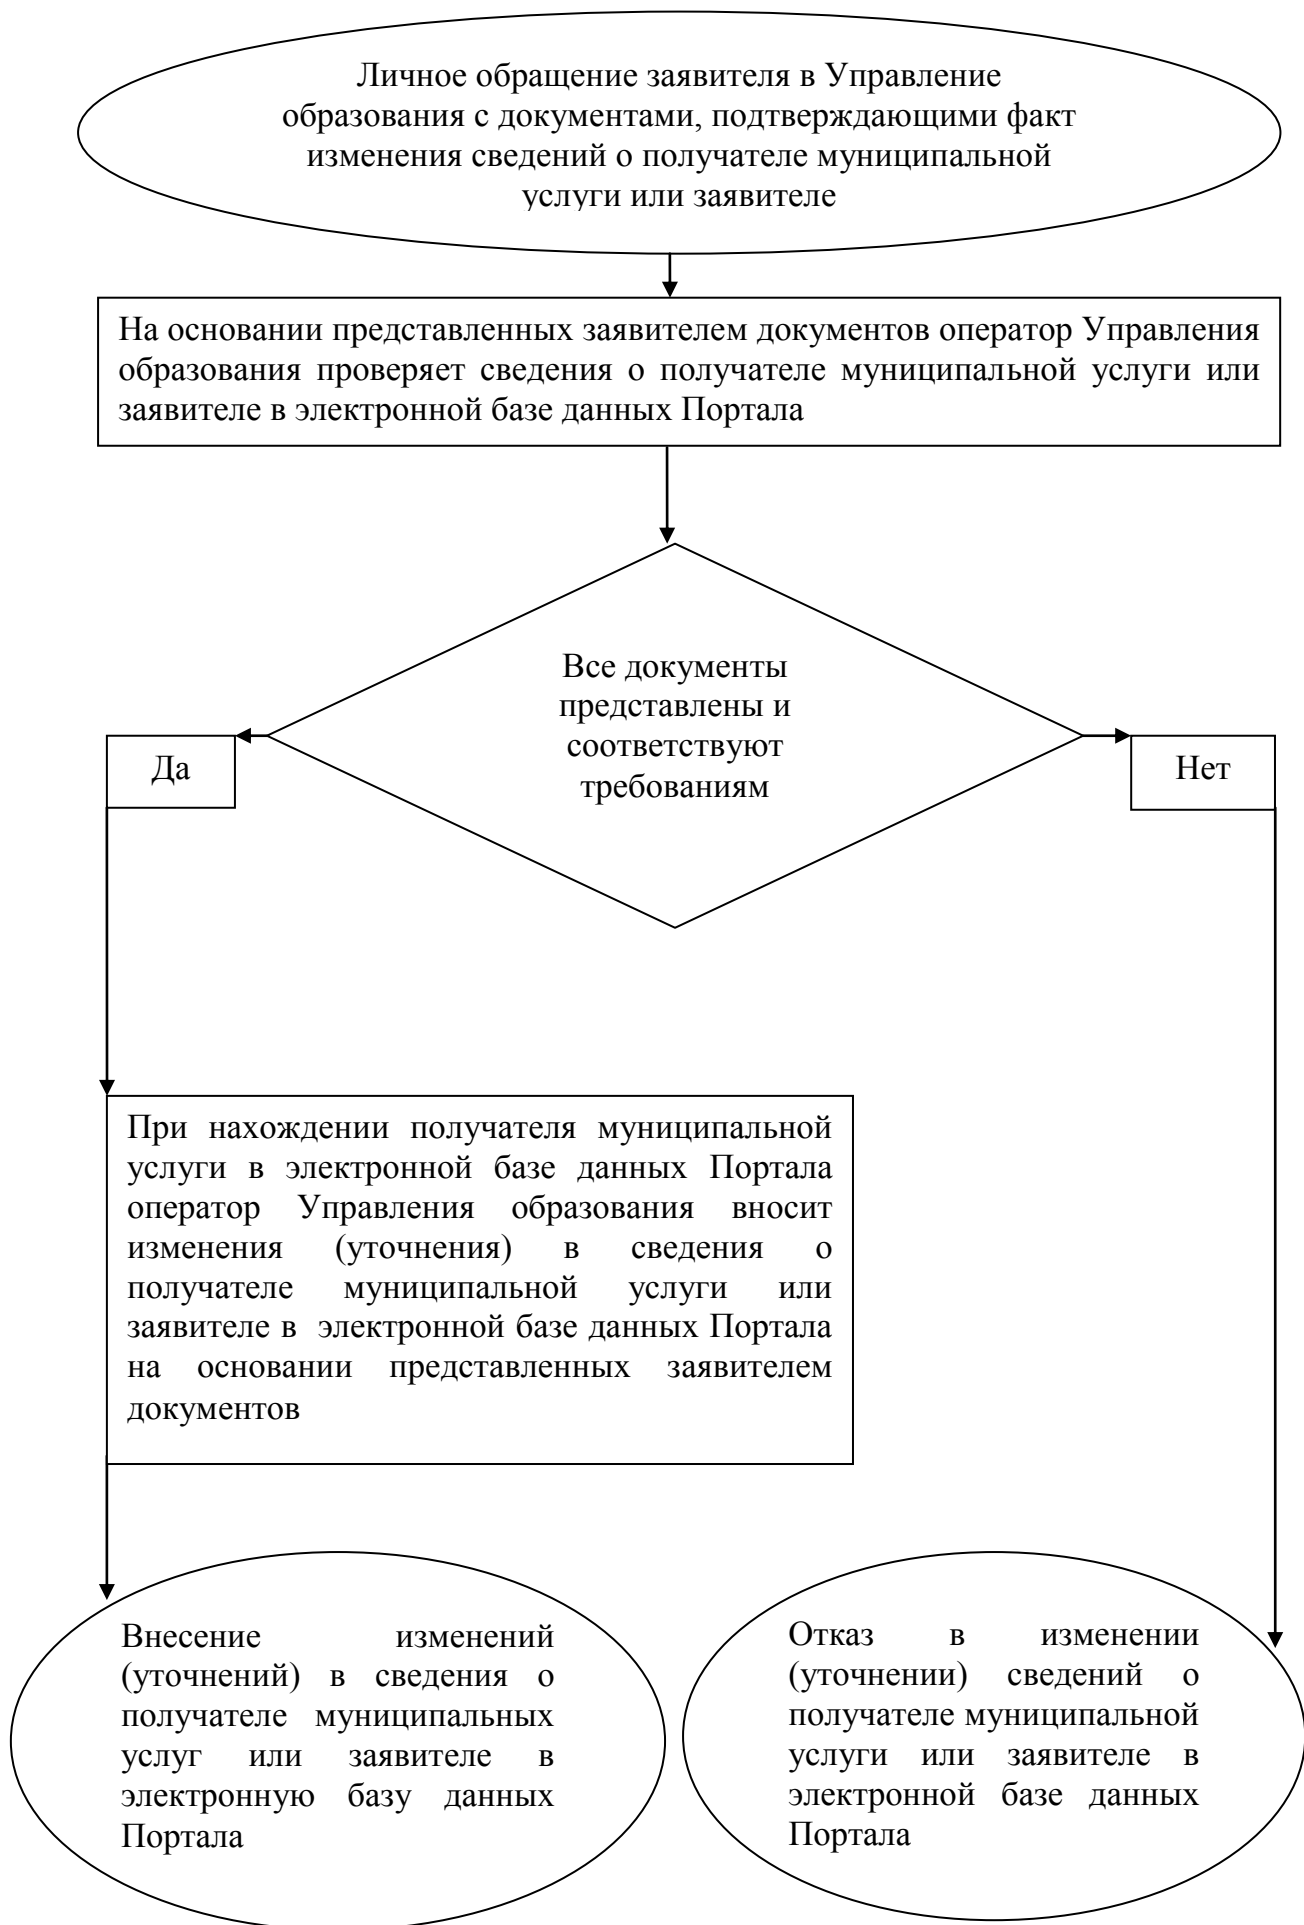 Личное обращение заявителя в Управление
образования с документами, подтверждающими факт
изменения сведений о получателе муниципальной
услуги или заявителе
На основании представленных заявителем документов оператор Управления
образования проверяет сведения о получателе муниципальной услуги или
заявителе в электронной базе данных Портала
Все документы
представлены и
соответствуют
требованиям
Да
Нет
При нахождении получателя муниципальной
услуги в электронной базе данных Портала
оператор Управления образования вносит
изменения (уточнения) в сведения о
получателе муниципальной услуги или
заявителе в электронной базе данных Портала
на основании представленных заявителем
документов
Внесение изменений
(уточнений) в сведения о
получателе муниципальных
услуг или заявителе в
электронную базу данных
Портала
Отказ в изменении
(уточнении) сведений о
получателе муниципальной
услуги или заявителе в
электронной базе данных
Портала